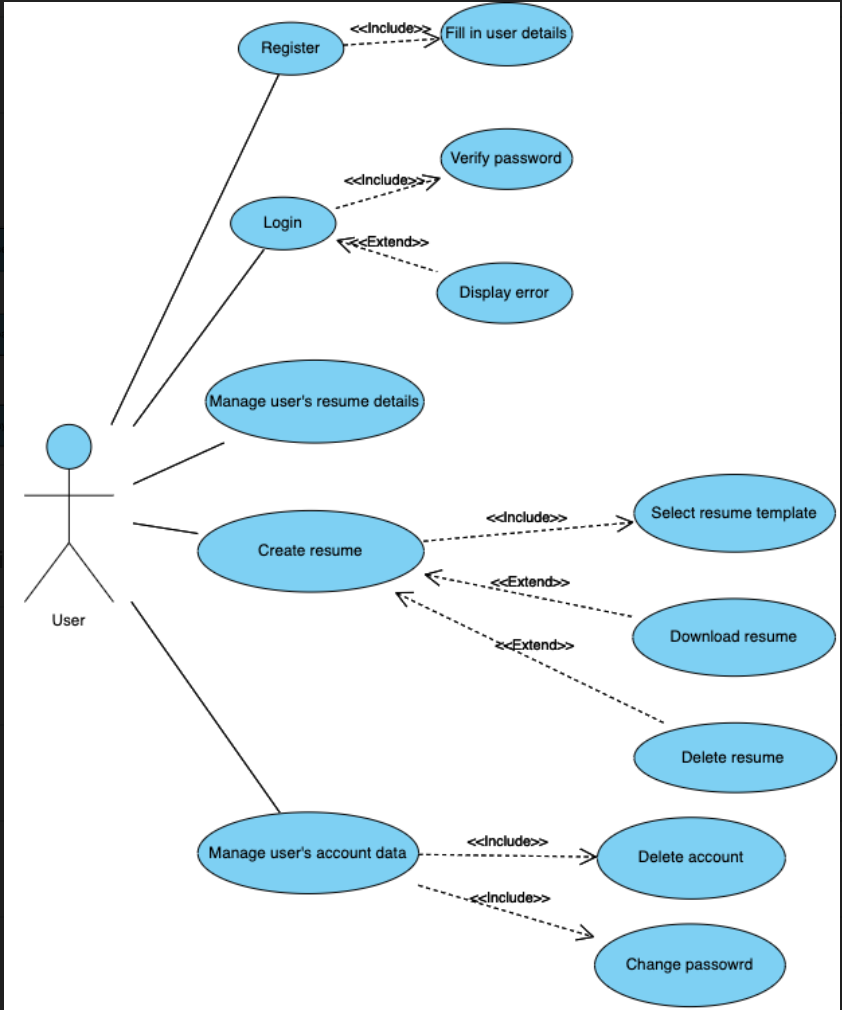 <<Include>>
Fill in user details
Register
Verify password
<<Include>>
Login
<<Extend>>
Display error
Manage user's resume details
Select resume template
<<Include>>
Create resume
<<Extend>>
Download resume
User
<<Extend>>
Delete resume
<<Include>>
Manage user's account data
Delete account
<<Include>>
Change passowrd